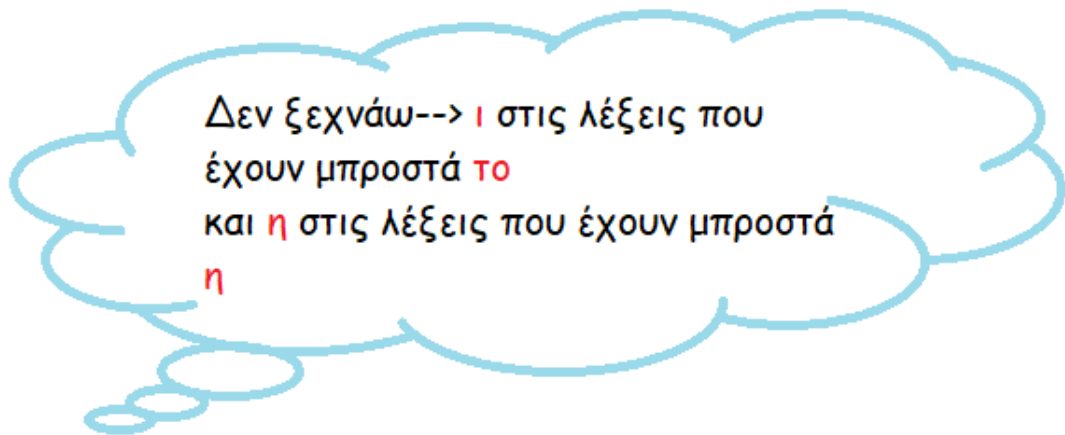 Δεν ξεχνάω--> ι στις λέξεις που
έχουν μπροστά το
και η στις λέξεις που έχουν μπροστά
η